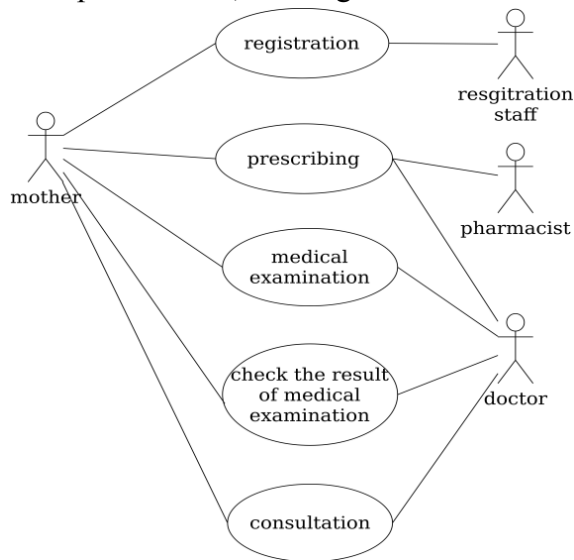 registration
resgitration
staff
mother
prescribing
pharmacist
medical
examination
check the result
of medical
examination
doctor
consultation